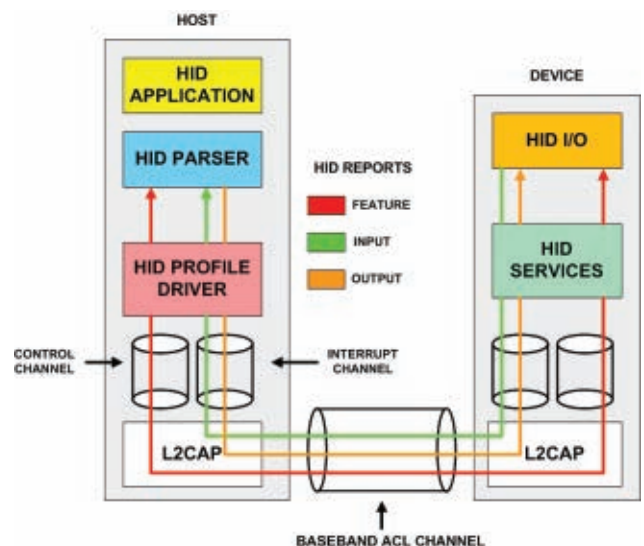 HOST
HID
APPLICATION
DEVICE
HID PARSER
HID I/O
HID REPORTS
FEATURE
INPUT
OUTPUT
HID PROFILE
DRIVER
HID
SERVICES
CONTROL
CHANNEL
INTERRUPT
CHANNEL
L2CAP
L2CAP
BASEBAND ACL CHANNEL